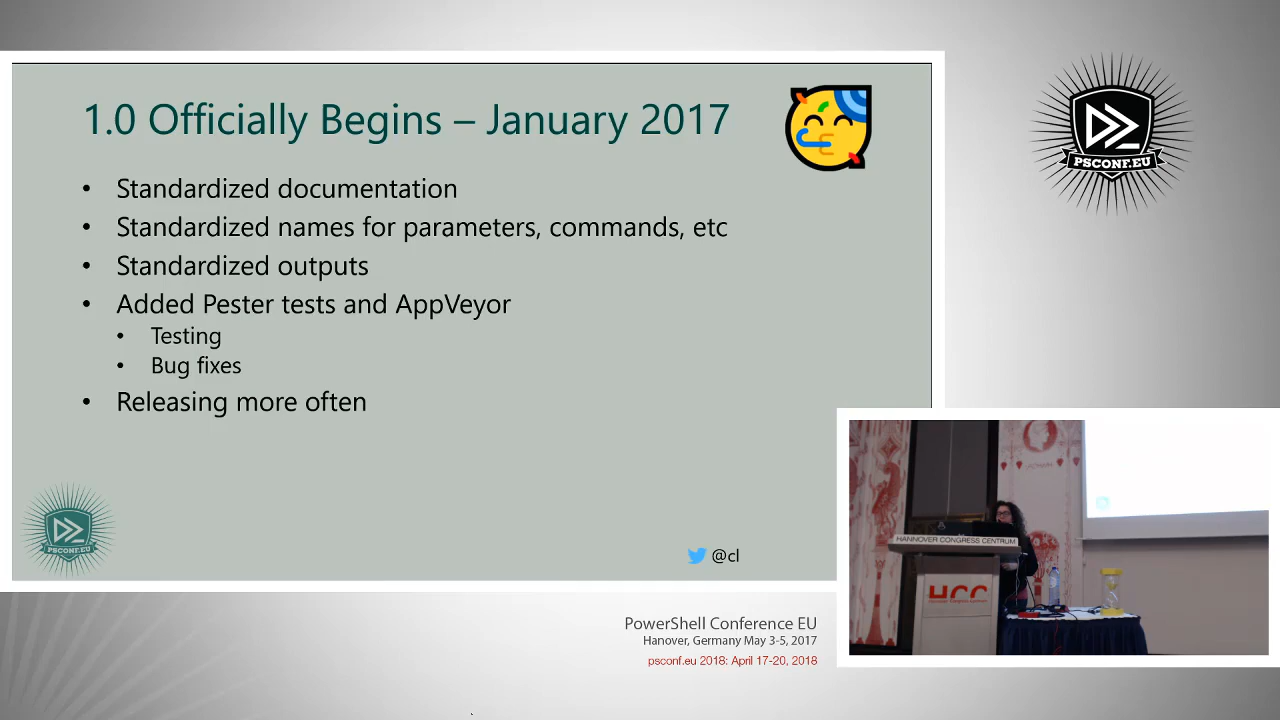 1.0 Officially Begins – January 2017
• Standardized documentation
• Standardized names for parameters, commands, etc
• Standardized outputs
• Added Pester tests and AppVeyor
• Testing
• Bug fixes
• Releasing more often
PSCONF.EU
@cl
PSCONF.EU
HANNOVER CONGRESS CENTRUM
HCC
PowerShell Conference EU
Hanover, Germany May 3-5, 2017
psconf.eu 2018: April 17-20, 2018